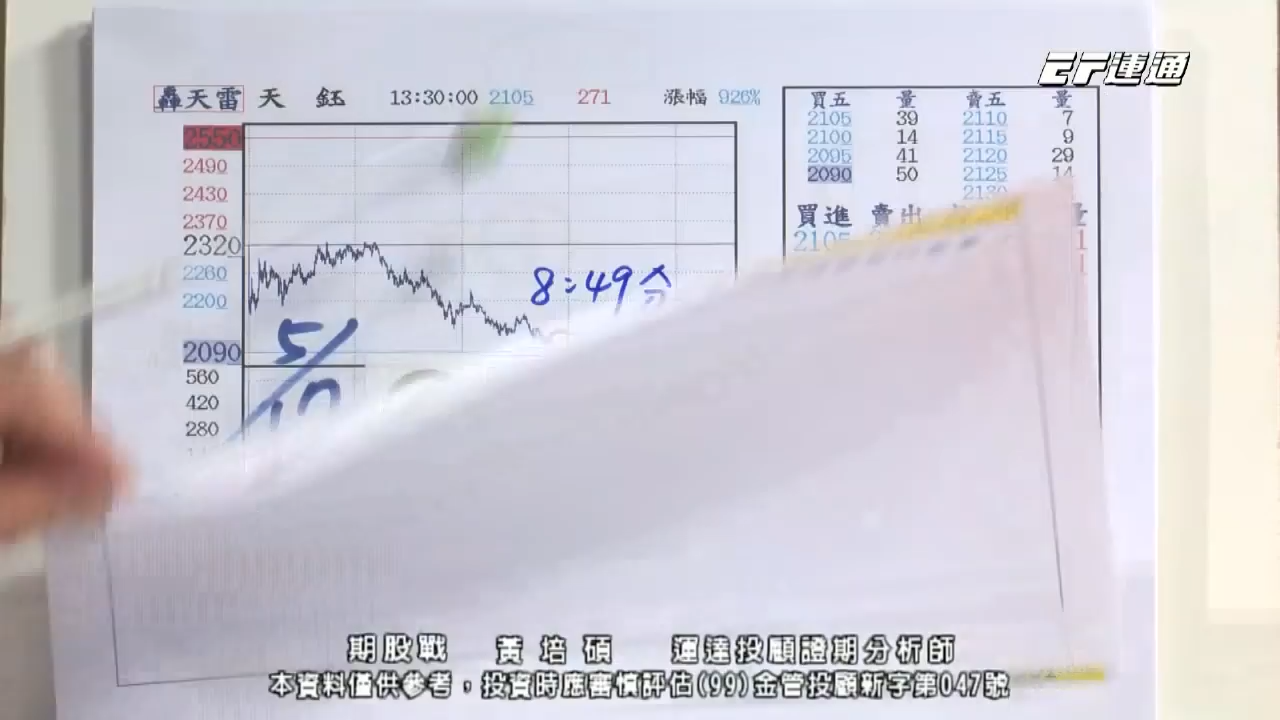 EF運通
轟天雷 天 鈺 13:30:00 2105 271 漲幅 926%
買五 量 賣五 量
2105 39 2110 7
2100 14 2115 9
2095 41 2120 29
2090 50 2125 14
2130
買進 賣出 量
2105
2550
2490
2430
2370
2320
2260
2200
2090
560
420
280
8:49分
5/10
期股戰 黃培碩 運達投顧證期分析師
本資料僅供參考,投資時應審慎評估(99)金管投顧新字第047號